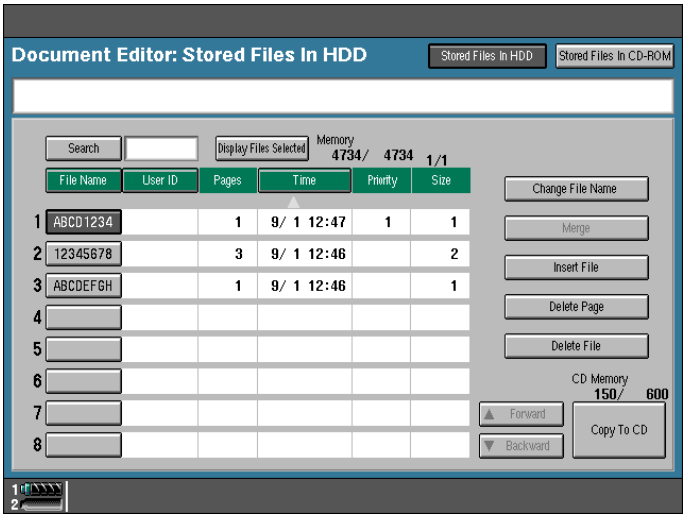 Document Editor: Stored Files In HDD Stored Files In HDD Stored Files In CD-ROM
Search Display Files Selected Memory 4734/ 4734 1/1
File Name User ID Pages Time Priority Size
1 ABCD1234 1 9/ 1 12:47 1 1
2 12345678 3 9/ 1 12:46 2
3 ABCDEFGH 1 9/ 1 12:46 1
4
5
6
7
8
Change File Name
Merge
Insert File
Delete Page
Delete File
CD Memory
150/ 600
Forward
Backward
Copy To CD
1
2